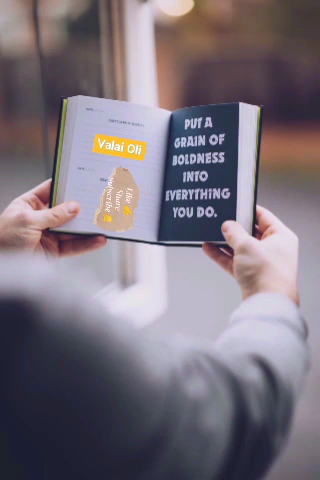 Valai Oli
Like
Share
Subscribe
PUT A
GRAIN OF
BOLDNESS
INTO
EVERYTHING
YOU DO.